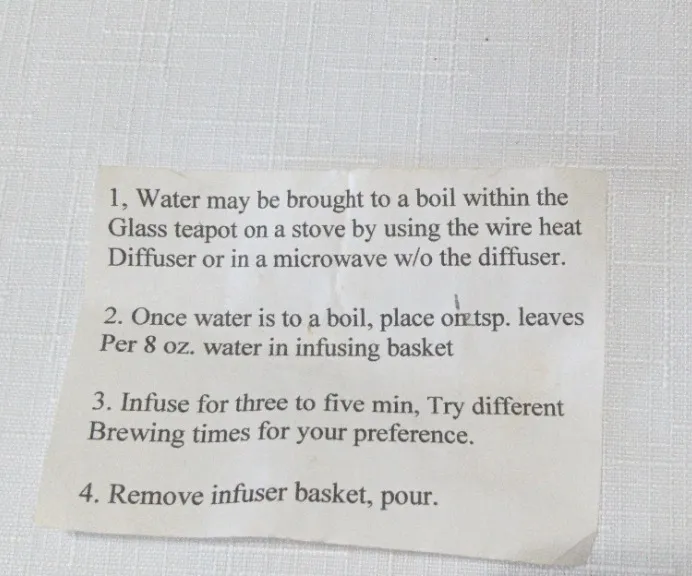 1, Water may be brought to a boil within the
Glass teapot on a stove by using the wire heat
Diffuser or in a microwave w/o the diffuser.
2. Once water is to a boil, place 1 tsp. leaves
Per 8 oz. water in infusing basket
3. Infuse for three to five min, Try different
Brewing times for your preference.
4. Remove infuser basket, pour.